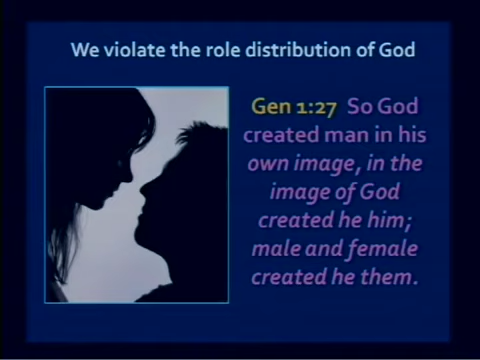 We violate the role distribution of God
Gen 1:27 So God
created man in his
own image, in the
image of God
created he him;
male and female
created he them.